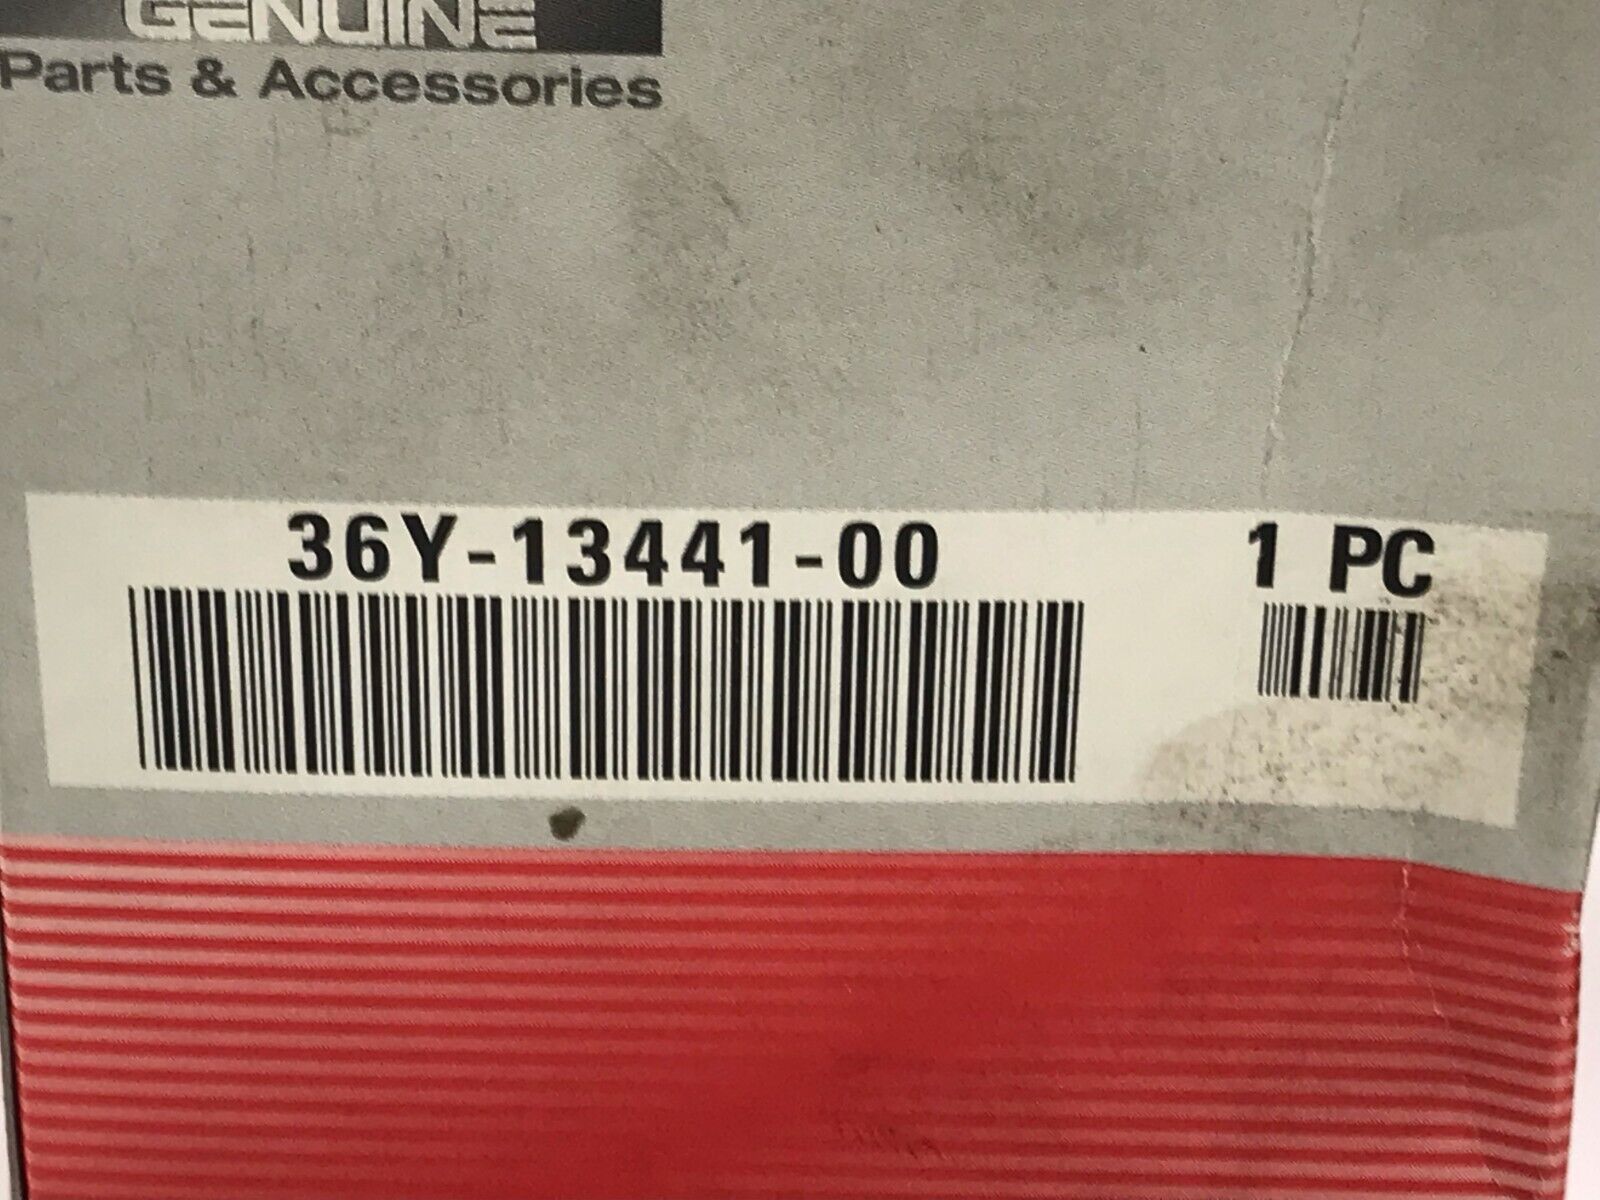 GENUINE
Parts & Accessories
36Y-13441-00 1 PC